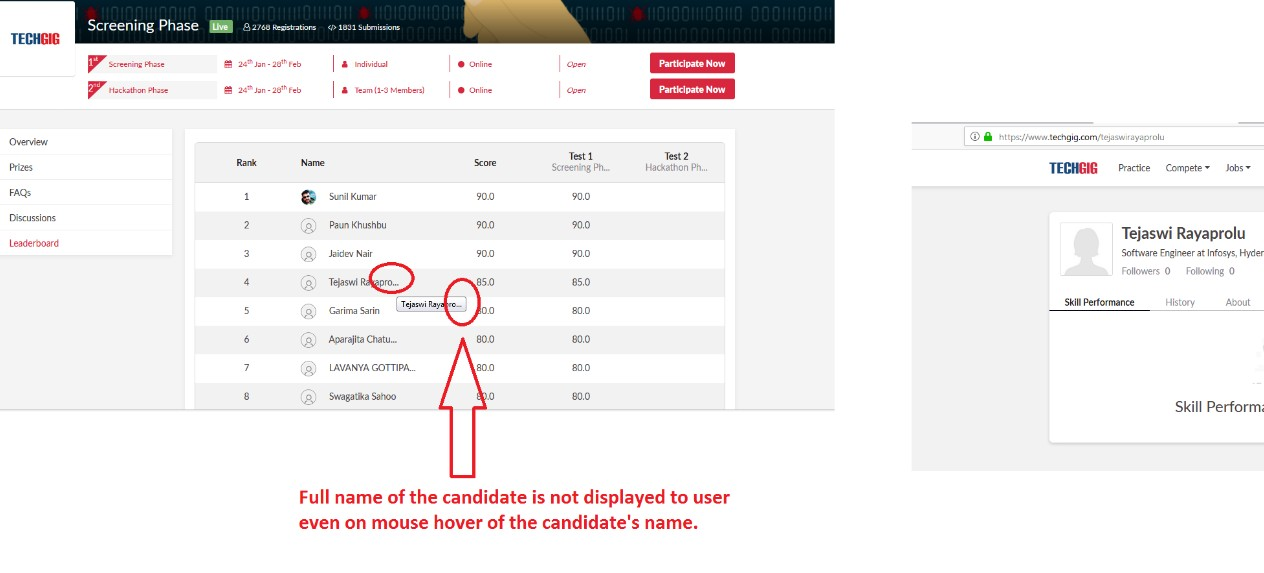 TECHGIG
Screening Phase Live 2768 Registrations </> 1831 Submissions
1st Screening Phase 24th Jan - 28th Feb Individual Online Open Participate Now
2nd Hackathon Phase 24th Jan - 28th Feb Team (1-3 Members) Online Open Participate Now
Overview
Prizes
FAQs
Discussions
Leaderboard
Rank Name Score Test 1 Test 2
Screening Ph... Hackathon Ph...
1 Sunil Kumar 90.0 90.0
2 Paun Khushbu 90.0 90.0
3 Jaidev Nair 90.0 90.0
4 Tejaswi Rayapro... 85.0 85.0
Tejaswi Rayapro...
5 Garima Sarin 80.0 80.0
6 Aparajita Chatu... 80.0 80.0
7 LAVANYA GOTTIPA... 80.0 80.0
8 Swagatika Sahoo 80.0 80.0
Full name of the candidate is not displayed to user
even on mouse hover of the candidate's name.
https://www.techgig.com/tejaswirayaprolu
TECHGIG Practice Compete Jobs
Tejaswi Rayaprolu
Software Engineer at Infosys, Hyder
Followers 0 Following 0
Skill Performance History About
Skill Performa